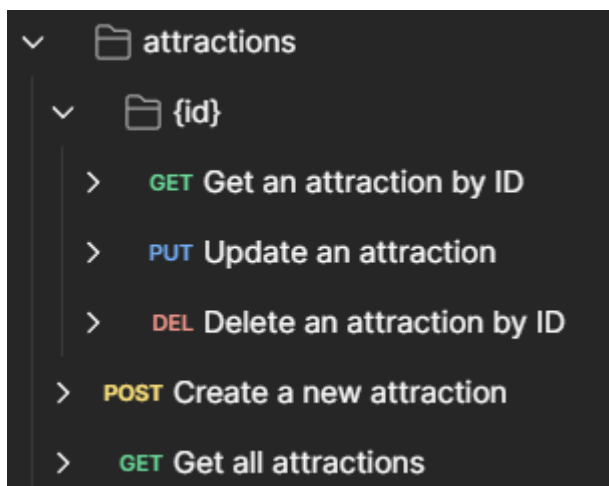 attractions
{id}
GET Get an attraction by ID
PUT Update an attraction
DEL Delete an attraction by ID
POST Create a new attraction
GET Get all attractions